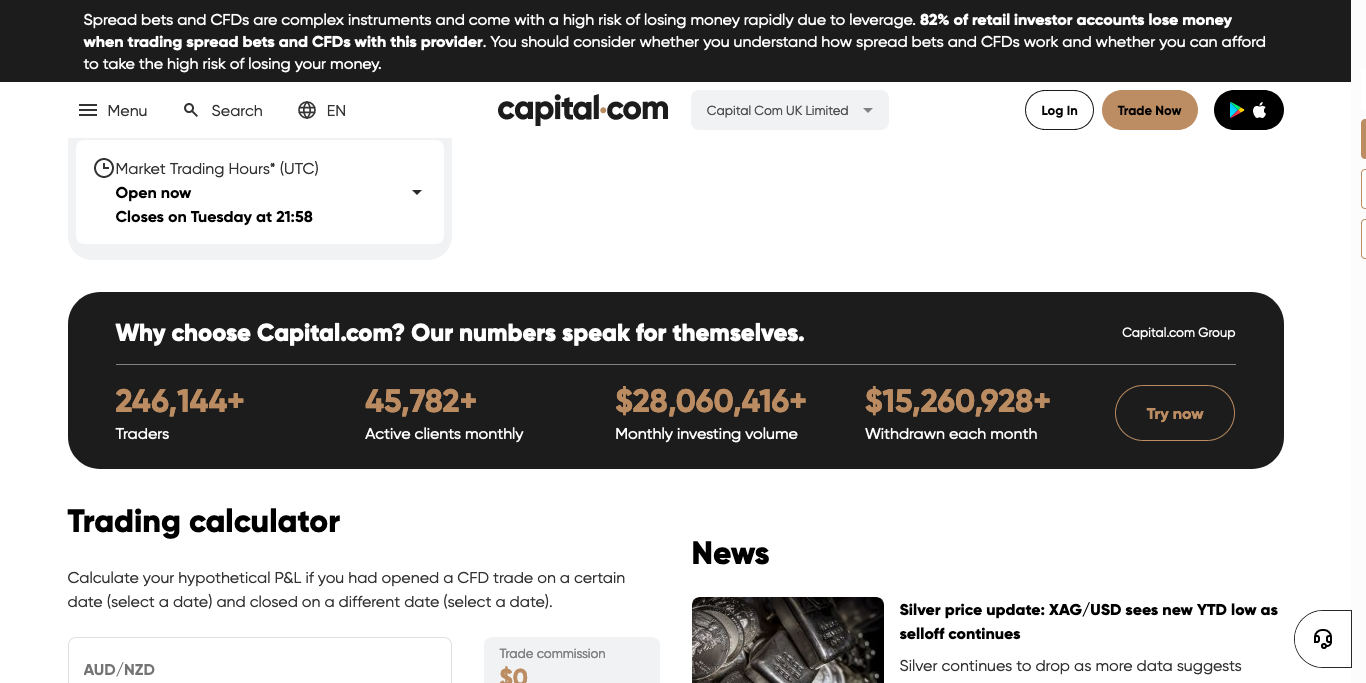 Spread bets and CFDs are complex instruments and come with a high risk of losing money rapidly due to leverage. 82% of retail investor accounts lose money
when trading spread bets and CFDs with this provider. You should consider whether you understand how spread bets and CFDs work and whether you can afford
to take the high risk of losing your money.
Menu Search EN capital.com Capital Com UK Limited Log In Trade Now
Market Trading Hours* (UTC)
Open now
Closes on Tuesday at 21:58
Why choose Capital.com? Our numbers speak for themselves. Capital.com Group
246,144+ 45,782+ $28,060,416+ $15,260,928+ Try now
Traders Active clients monthly Monthly investing volume Withdrawn each month
Trading calculator
Calculate your hypothetical P&L if you had opened a CFD trade on a certain
date (select a date) and closed on a different date (select a date).
AUD/NZD
Trade commission
$0
News
Silver price update: XAG/USD sees new YTD low as
selloff continues
Silver continues to drop as more data suggests